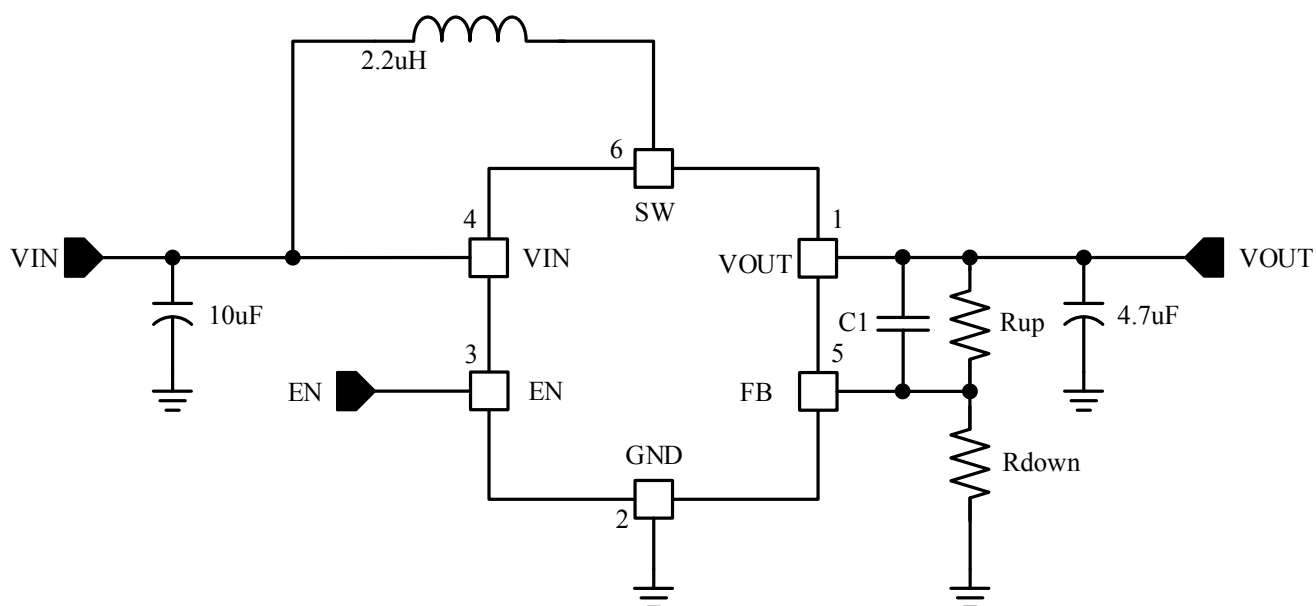 2.2uH
6
SW
4
1
VIN
VIN
VOUT
VOUT
10uF
C1
Rup
4.7uF
3
5
EN
EN
FB
GND
Rdown
2